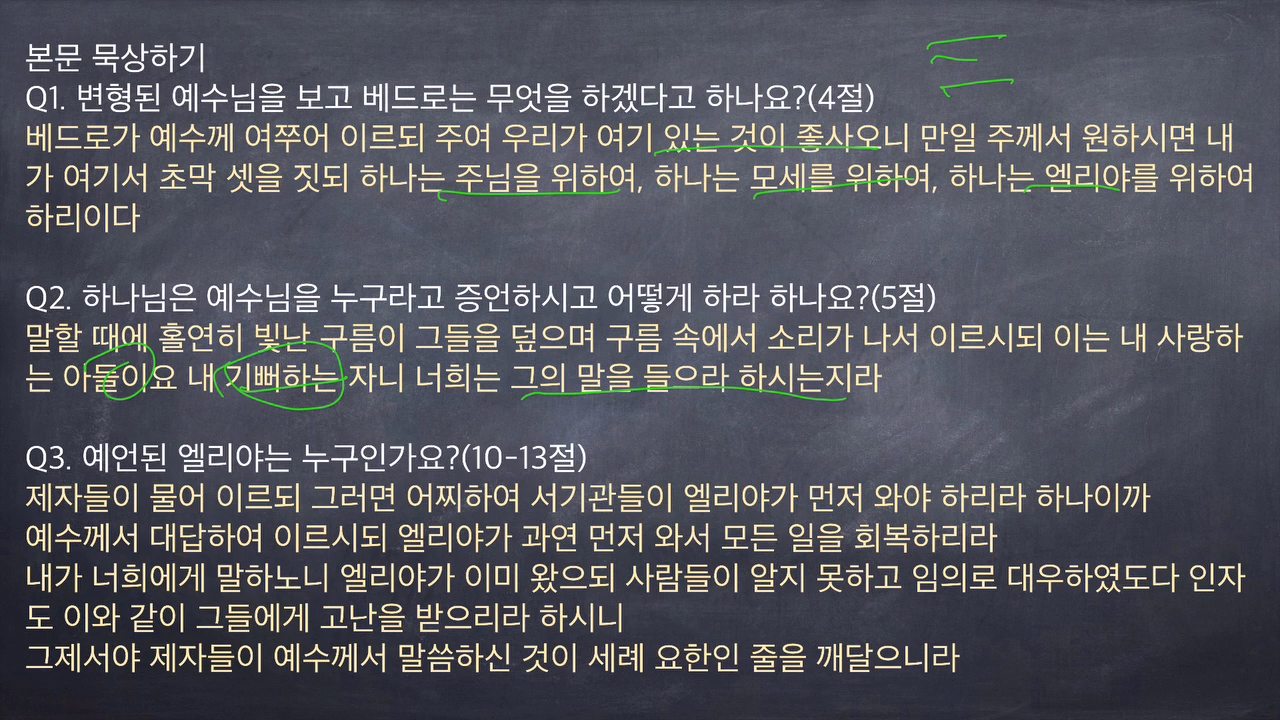 본문 묵상하기
Q1. 변형된 예수님을 보고 베드로는 무엇을 하겠다고 하나요?(4절)
베드로가 예수께 여쭈어 이르되 주여 우리가 여기 있는 것이 좋사오니 만일 주께서 원하시면 내
가 여기서 초막 셋을 짓되 하나는 주님을 위하여, 하나는 모세를 위하여, 하나는 엘리야를 위하여
하리이다
Q2. 하나님은 예수님을 누구라고 증언하시고 어떻게 하라 하나요?(5절)
말할 때에 홀연히 빛난 구름이 그들을 덮으며 구름 속에서 소리가 나서 이르시되 이는 내 사랑하
는 아들이요 내 기뻐하는 자니 너희는 그의 말을 들으라 하시는지라
Q3. 예언된 엘리야는 누구인가요?(10-13절)
제자들이 물어 이르되 그러면 어찌하여 서기관들이 엘리야가 먼저 와야 하리라 하나이까
예수께서 대답하여 이르시되 엘리야가 과연 먼저 와서 모든 일을 회복하리라
내가 너희에게 말하노니 엘리야가 이미 왔으되 사람들이 알지 못하고 임의로 대우하였도다 인자
도 이와 같이 그들에게 고난을 받으리라 하시니
그제서야 제자들이 예수께서 말씀하신 것이 세례 요한인 줄을 깨달으니라